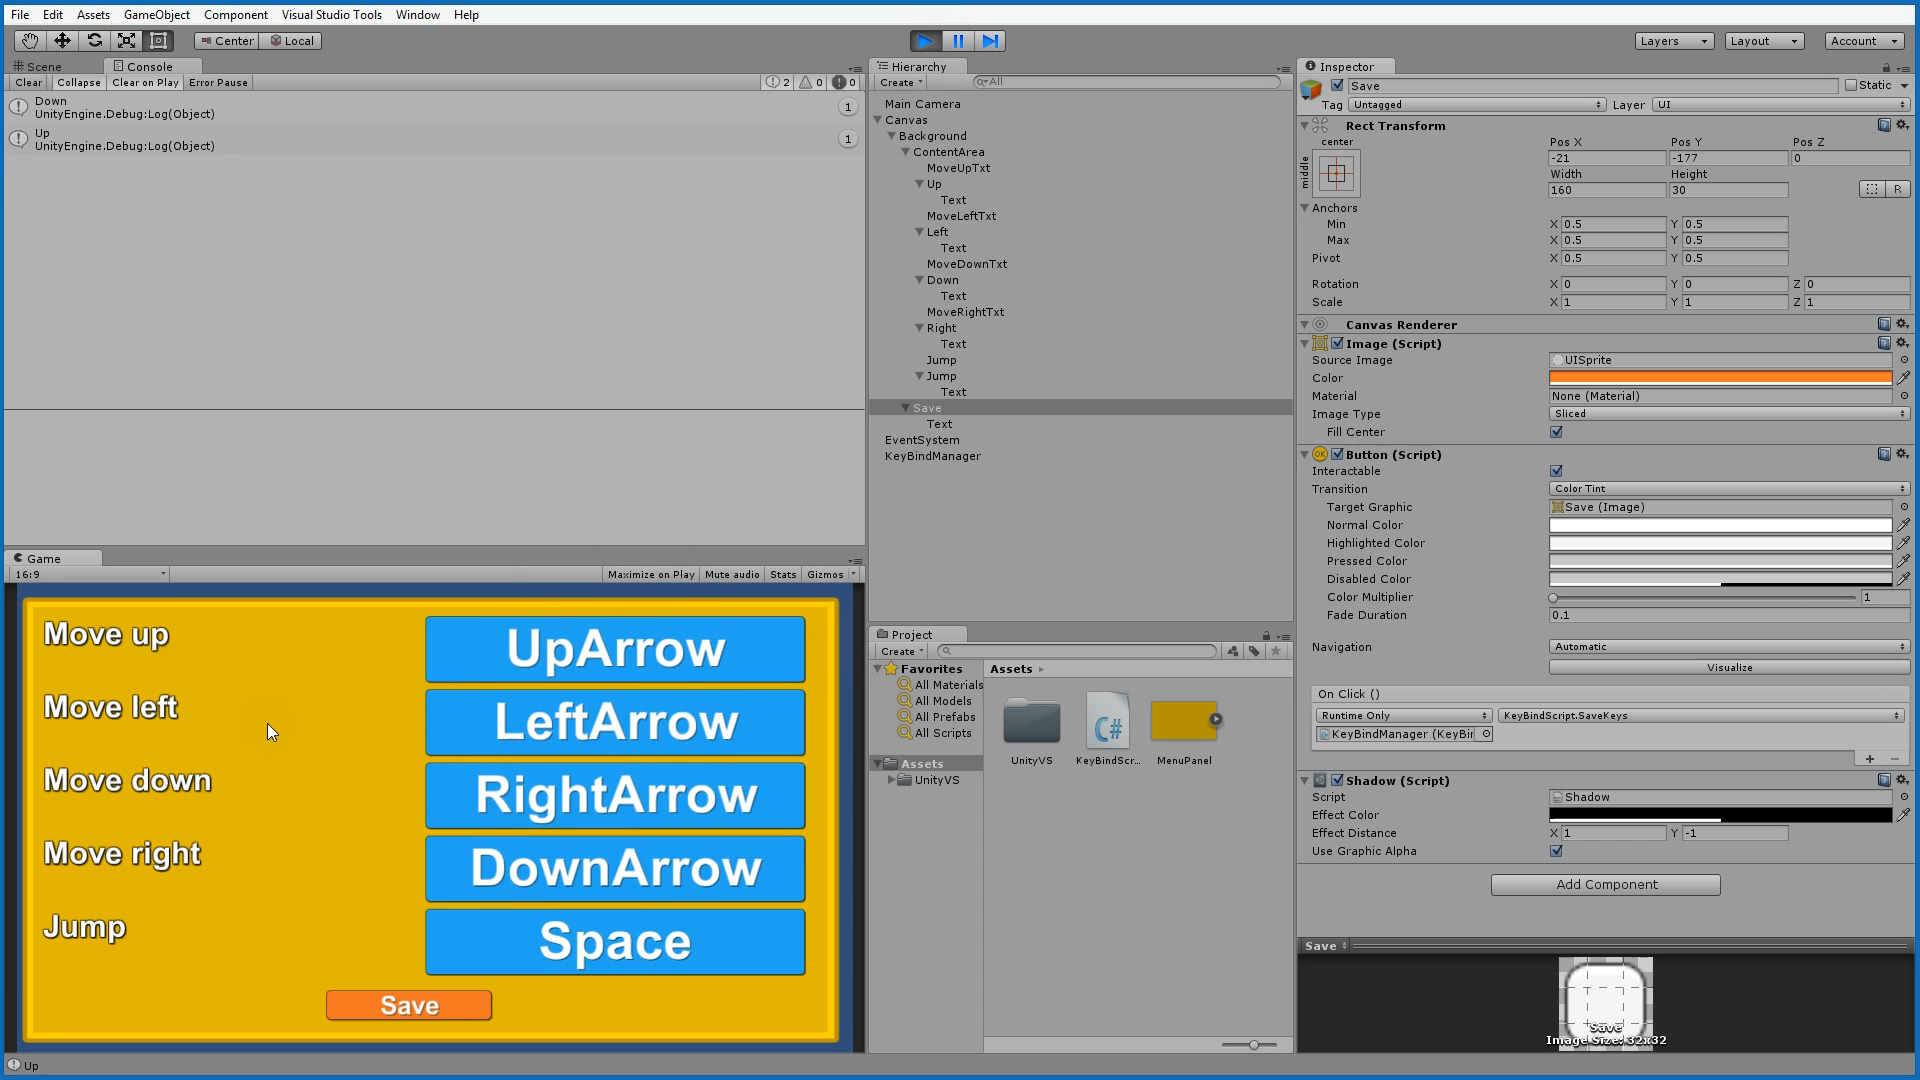 File Edit Assets GameObject Component Visual Studio Tools Window Help
Center Local Layers Layout Account
Scene Console
Clear Collapse Clear on Play Error Pause 2 0 0
Down
UnityEngine.Debug:Log(Object) 1
Up
UnityEngine.Debug:Log(Object) 1
Game
16:9 Maximize on Play Mute audio Stats Gizmos
Move up UpArrow
Move left LeftArrow
Move down RightArrow
Move right DownArrow
Jump Space
Save
Up
Hierarchy
Create All
Main Camera
Canvas
Background
ContentArea
MoveUpTxt
Up
Text
MoveLeftTxt
Left
Text
MoveDownTxt
Down
Text
MoveRightTxt
Right
Text
Jump
Jump
Text
Save
Text
EventSystem
KeyBindManager
Project
Create
Favorites
All Materials
All Models
All Prefabs
All Scripts
Assets
UnityVS
Assets
C#
UnityVS KeyBindScr... MenuPanel
Inspector
Save Static
Tag Untagged Layer UI
Rect Transform
center
middle
Pos X Pos Y Pos Z
-21 -177 0
Width Height
160 30 R
Anchors
Min X 0.5 Y 0.5
Max X 0.5 Y 0.5
Pivot X 0.5 Y 0.5
Rotation X 0 Y 0 Z 0
Scale X 1 Y 1 Z 1
Canvas Renderer
Image (Script)
Source Image UISprite
Color
Material None (Material)
Image Type Sliced
Fill Center
OK Button (Script)
Interactable
Transition Color Tint
Target Graphic Save (Image)
Normal Color
Highlighted Color
Pressed Color
Disabled Color
Color Multiplier 1
Fade Duration 0.1
Navigation Automatic
Visualize
On Click ()
Runtime Only KeyBindScript.SaveKeys
KeyBindManager (KeyBin
Shadow (Script)
Script Shadow
Effect Color
Effect Distance X 1 Y -1
Use Graphic Alpha
Add Component
Save
Save
Image Size: 32x32